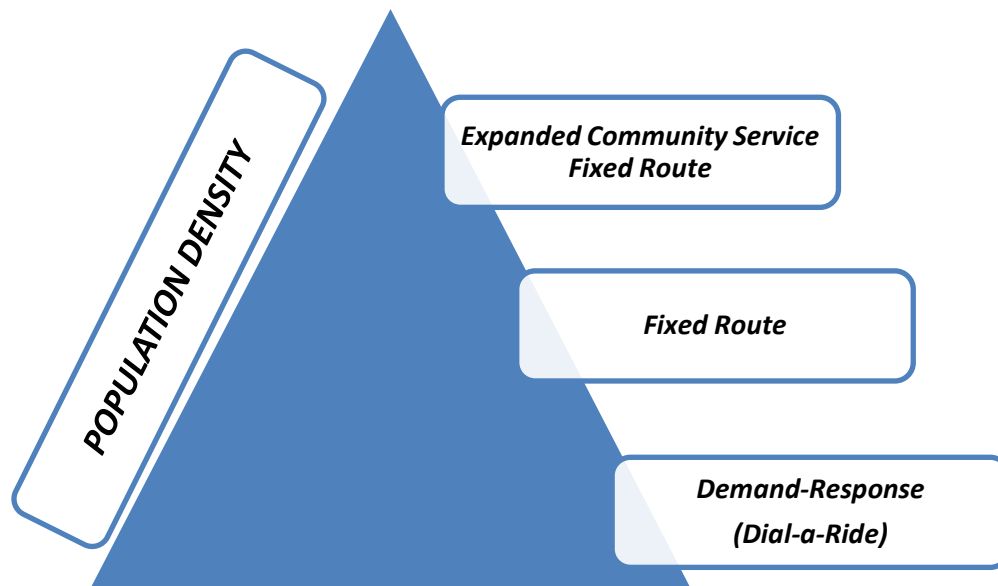 POPULATION DENSITY
Expanded Community Service
Fixed Route
Fixed Route
Demand-Response
(Dial-a-Ride)